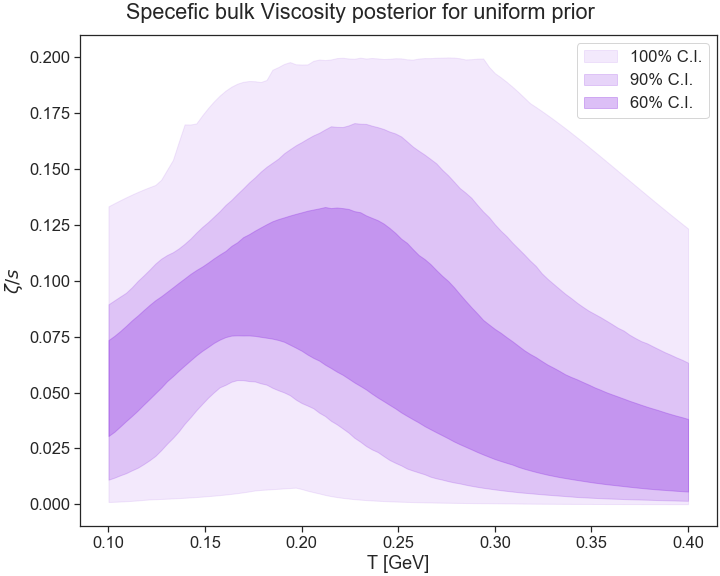 Specefic bulk Viscosity posterior for uniform prior
100% C.I.
90% C.I.
60% C.I.
0.200
0.175
0.150
0.125
0.100
0.075
0.050
0.025
0.000
ζ/s
0.10 0.15 0.20 0.25 0.30 0.35 0.40
T [GeV]